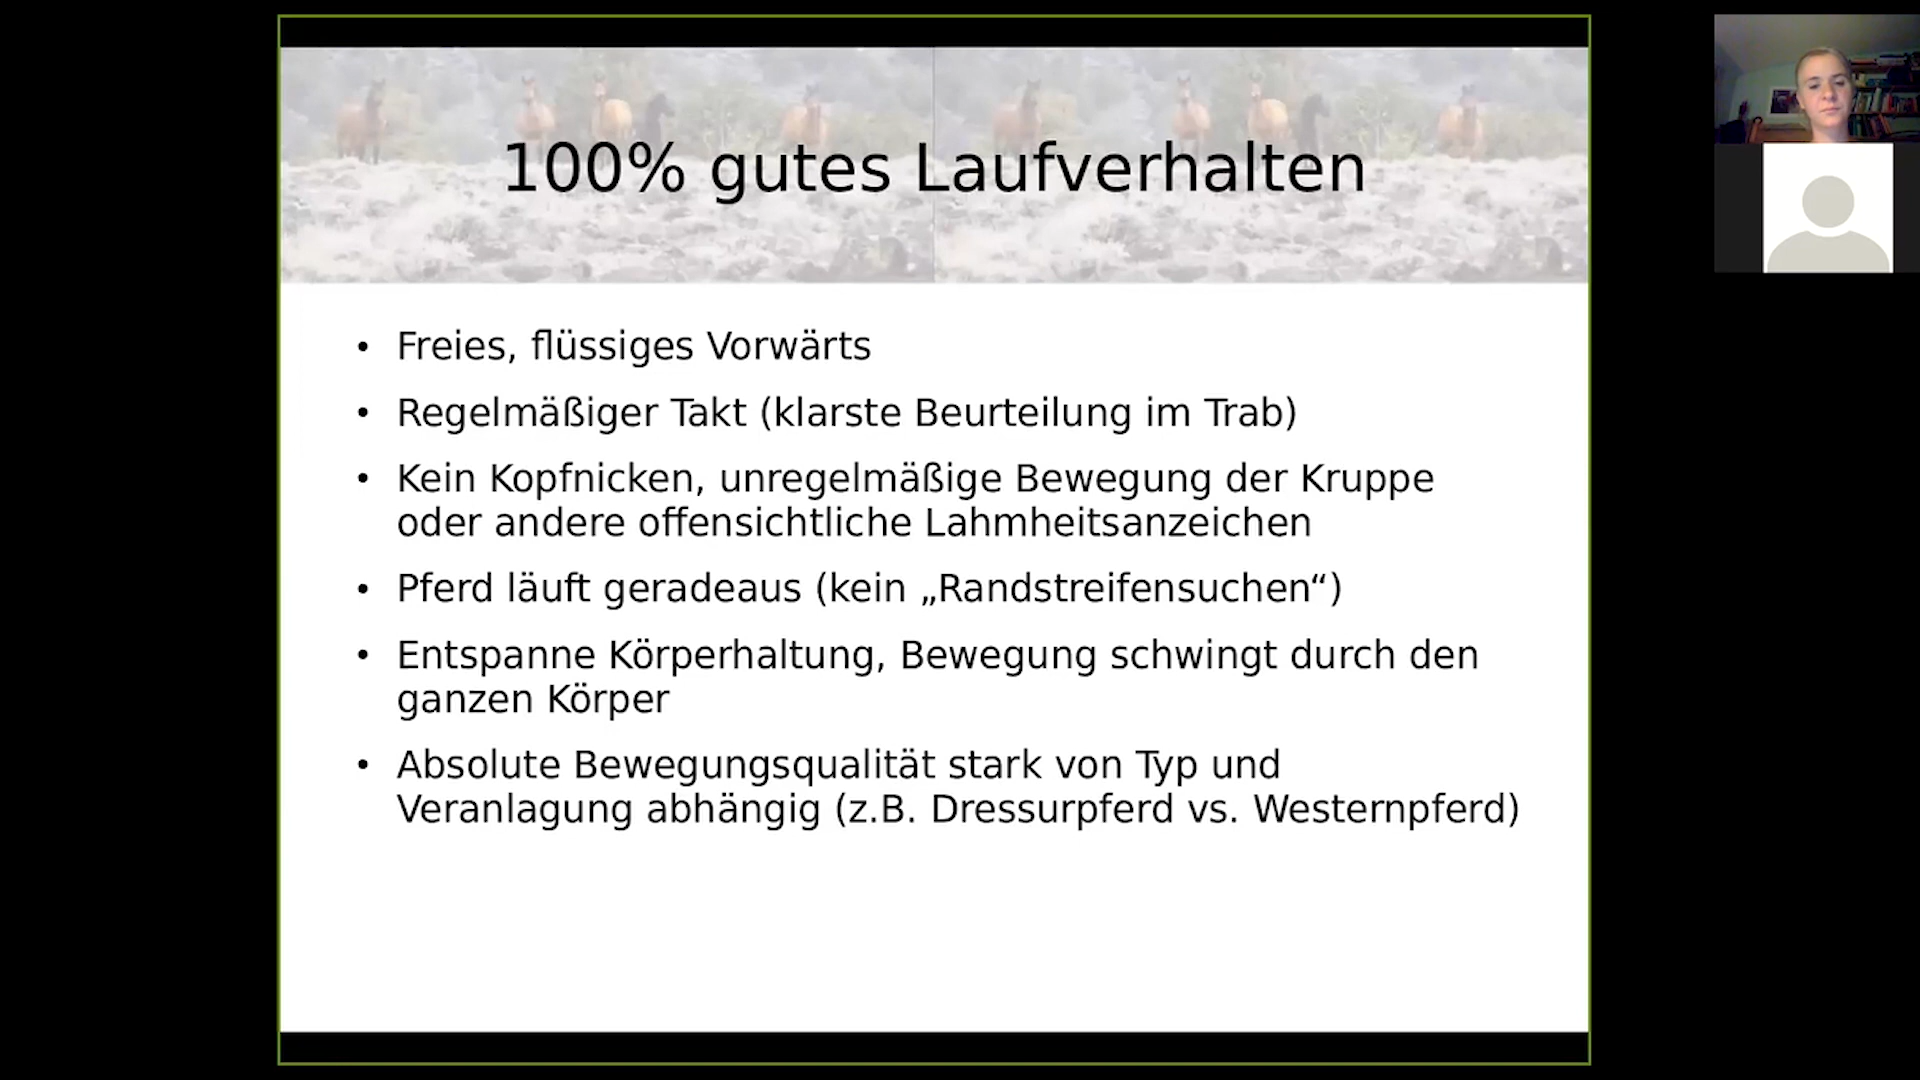 100% gutes Laufverhalten
• Freies, flüssiges Vorwärts
• Regelmäßiger Takt (klarste Beurteilung im Trab)
• Kein Kopfnicken, unregelmäßige Bewegung der Kruppe
oder andere offensichtliche Lahmheitsanzeichen
• Pferd läuft geradeaus (kein „Randstreifensuchen“)
• Entspanne Körperhaltung, Bewegung schwingt durch den
ganzen Körper
• Absolute Bewegungsqualität stark von Typ und
Veranlagung abhängig (z.B. Dressurpferd vs. Westernpferd)